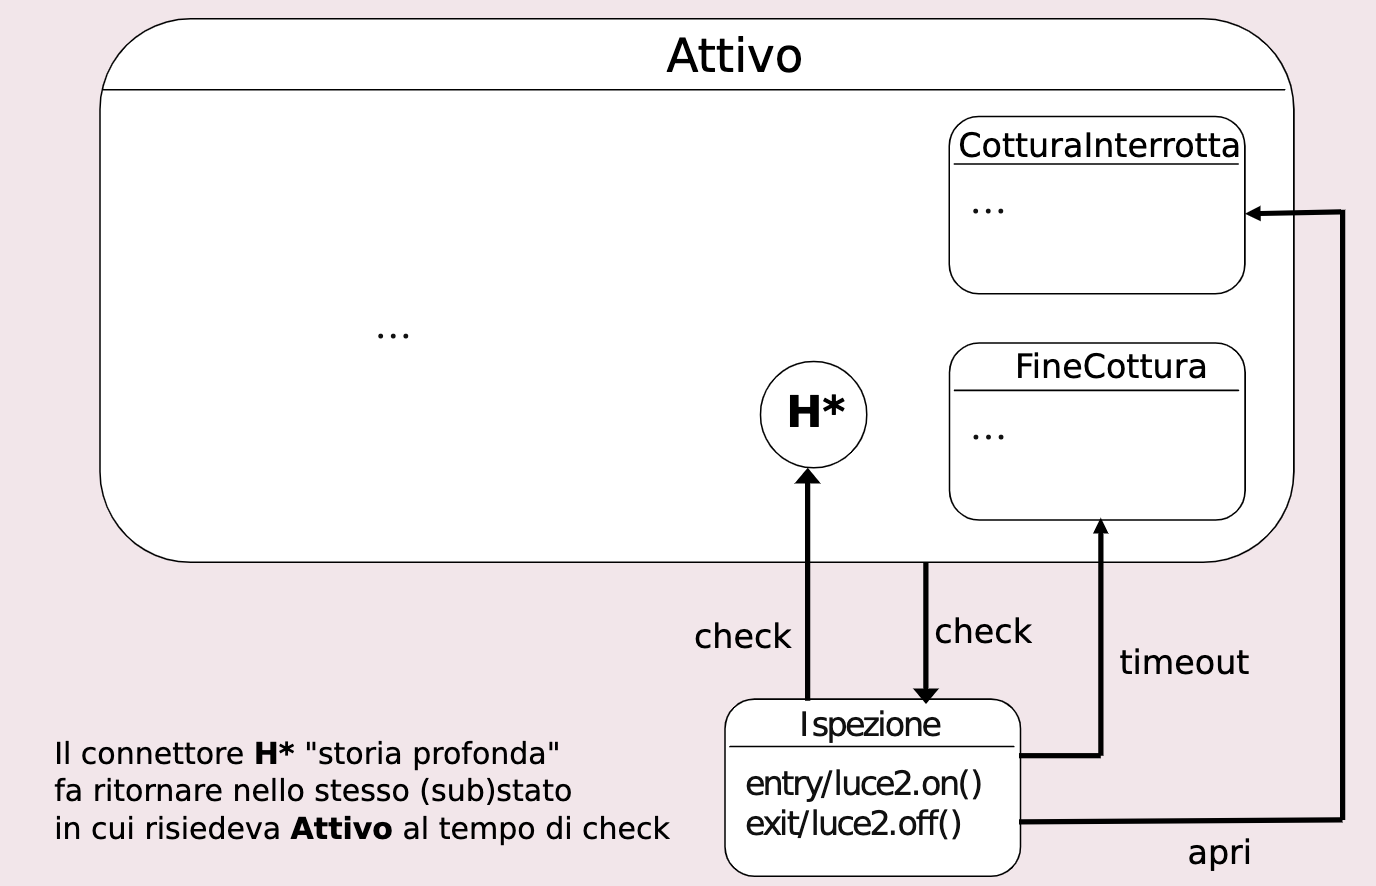 Attivo
CotturaInterrotta
...
...
FineCottura
H*
...
check
check
timeout
Ispezione
entry/luce2.on()
exit/luce2.off()
apri
Il connettore H* "storia profonda"
fa ritornare nello stesso (sub)stato
in cui risiedeva Attivo al tempo di check